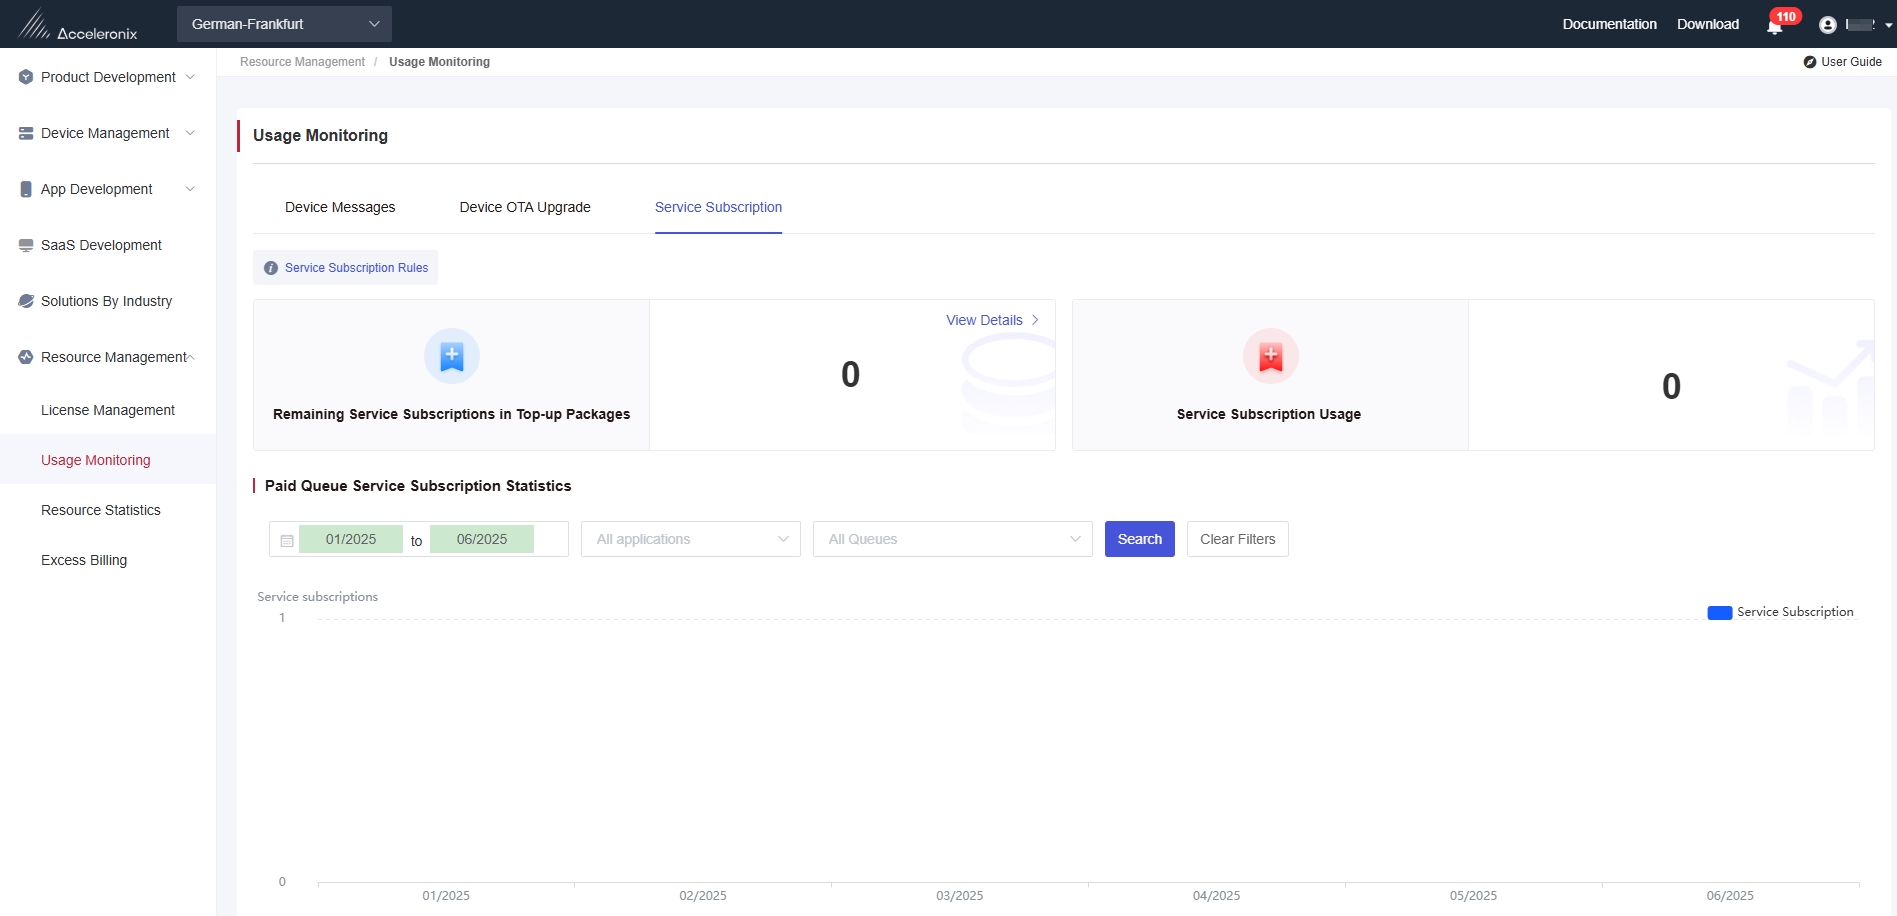 Acceleronix
German-Frankfurt
Documentation
Download
110
Product Development
Device Management
App Development
SaaS Development
Solutions By Industry
Resource Management
License Management
Usage Monitoring
Resource Statistics
Excess Billing
Resource Management / Usage Monitoring
User Guide
Usage Monitoring
Device Messages
Device OTA Upgrade
Service Subscription
Service Subscription Rules
Remaining Service Subscriptions in Top-up Packages
View Details
0
Service Subscription Usage
0
Paid Queue Service Subscription Statistics
01/2025 to 06/2025
All applications
All Queues
Search
Clear Filters
Service subscriptions
Service Subscription
1
0
01/2025
02/2025
03/2025
04/2025
05/2025
06/2025